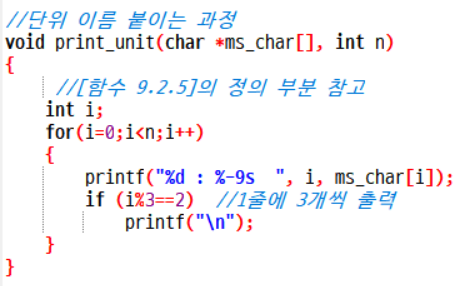 //단위 이름 붙이는 과정
void print_unit(char *ms_char[], int n)
{
//[함수 9.2.5]의 정의 부분 참고
int i;
for(i=0;i<n;i++)
{
printf("%d : %-9s  ", i, ms_char[i]);
if (i%3==2)  //1줄에 3개씩 출력
printf("\n");
}
}